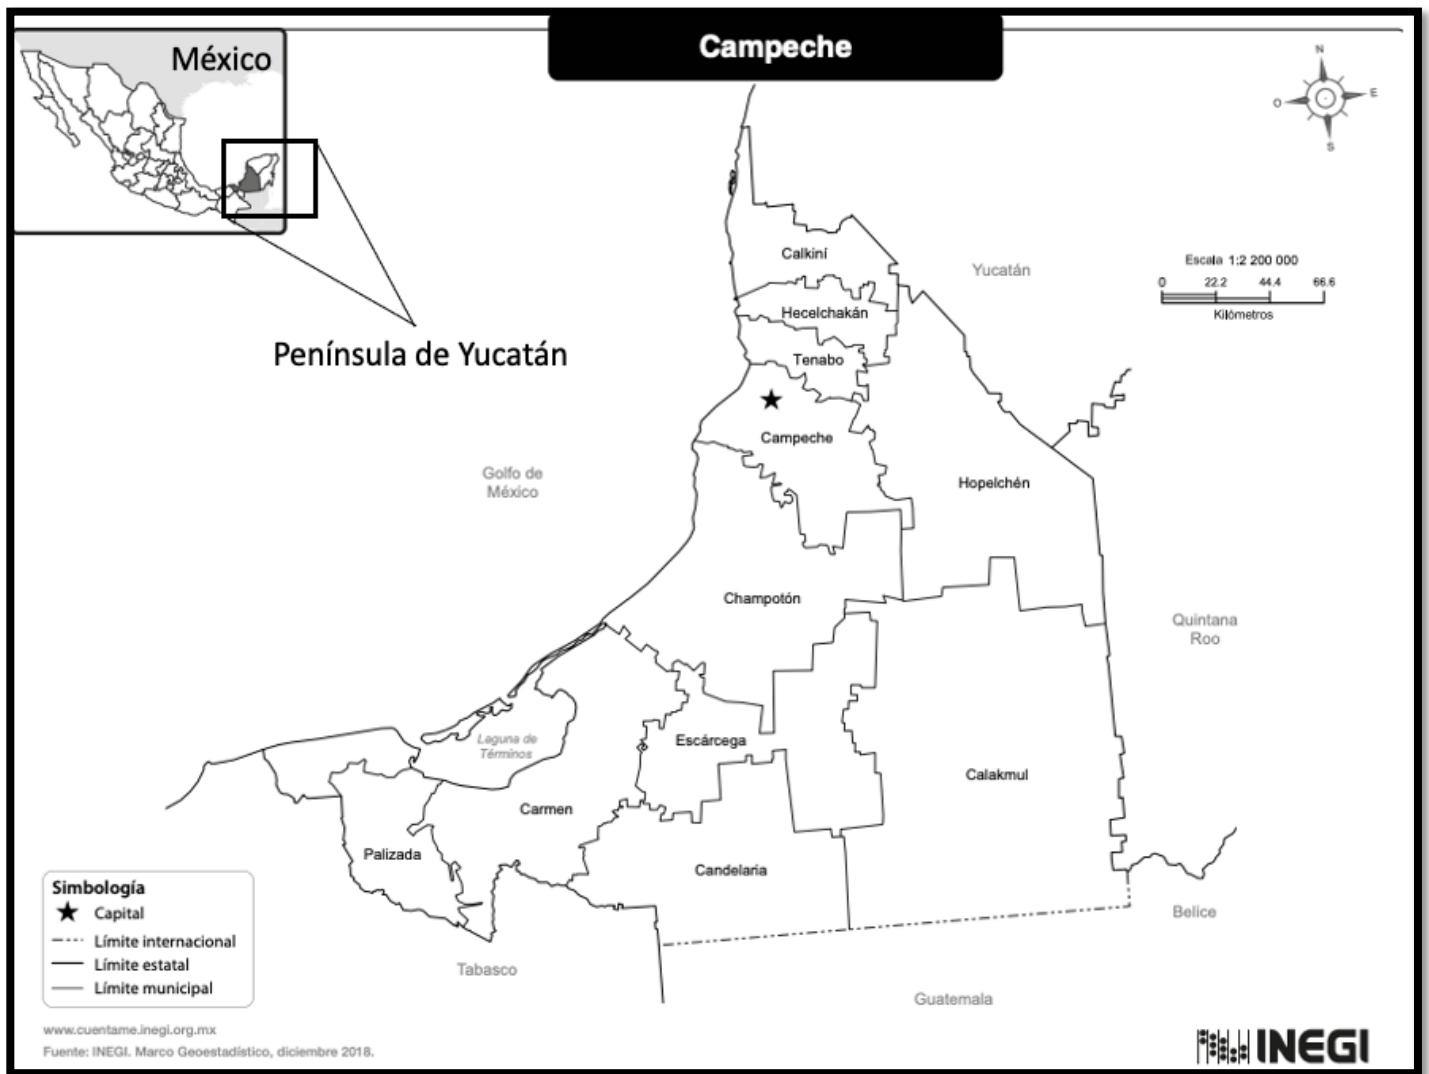 Campeche
México
N
O
E
S
Calkiní
Yucatán
Escala 1:2 200 000
0 22.2 44.4 66.6
Kilómetros
Hecelchakán
Península de Yucatán
Tenabo
Campeche
Golfo de
México
Hopelchén
Champotón
Quintana
Roo
Laguna de
Términos
Escárcega
Calakmul
Carmen
Palizada
Candelaria
Simbología
Capital
Límite internacional
Límite estatal
Límite municipal
Belice
Tabasco
Guatemala
www.cuentame.inegi.org.mx
Fuente: INEGI. Marco Geoestadístico, diciembre 2018.
INEGI